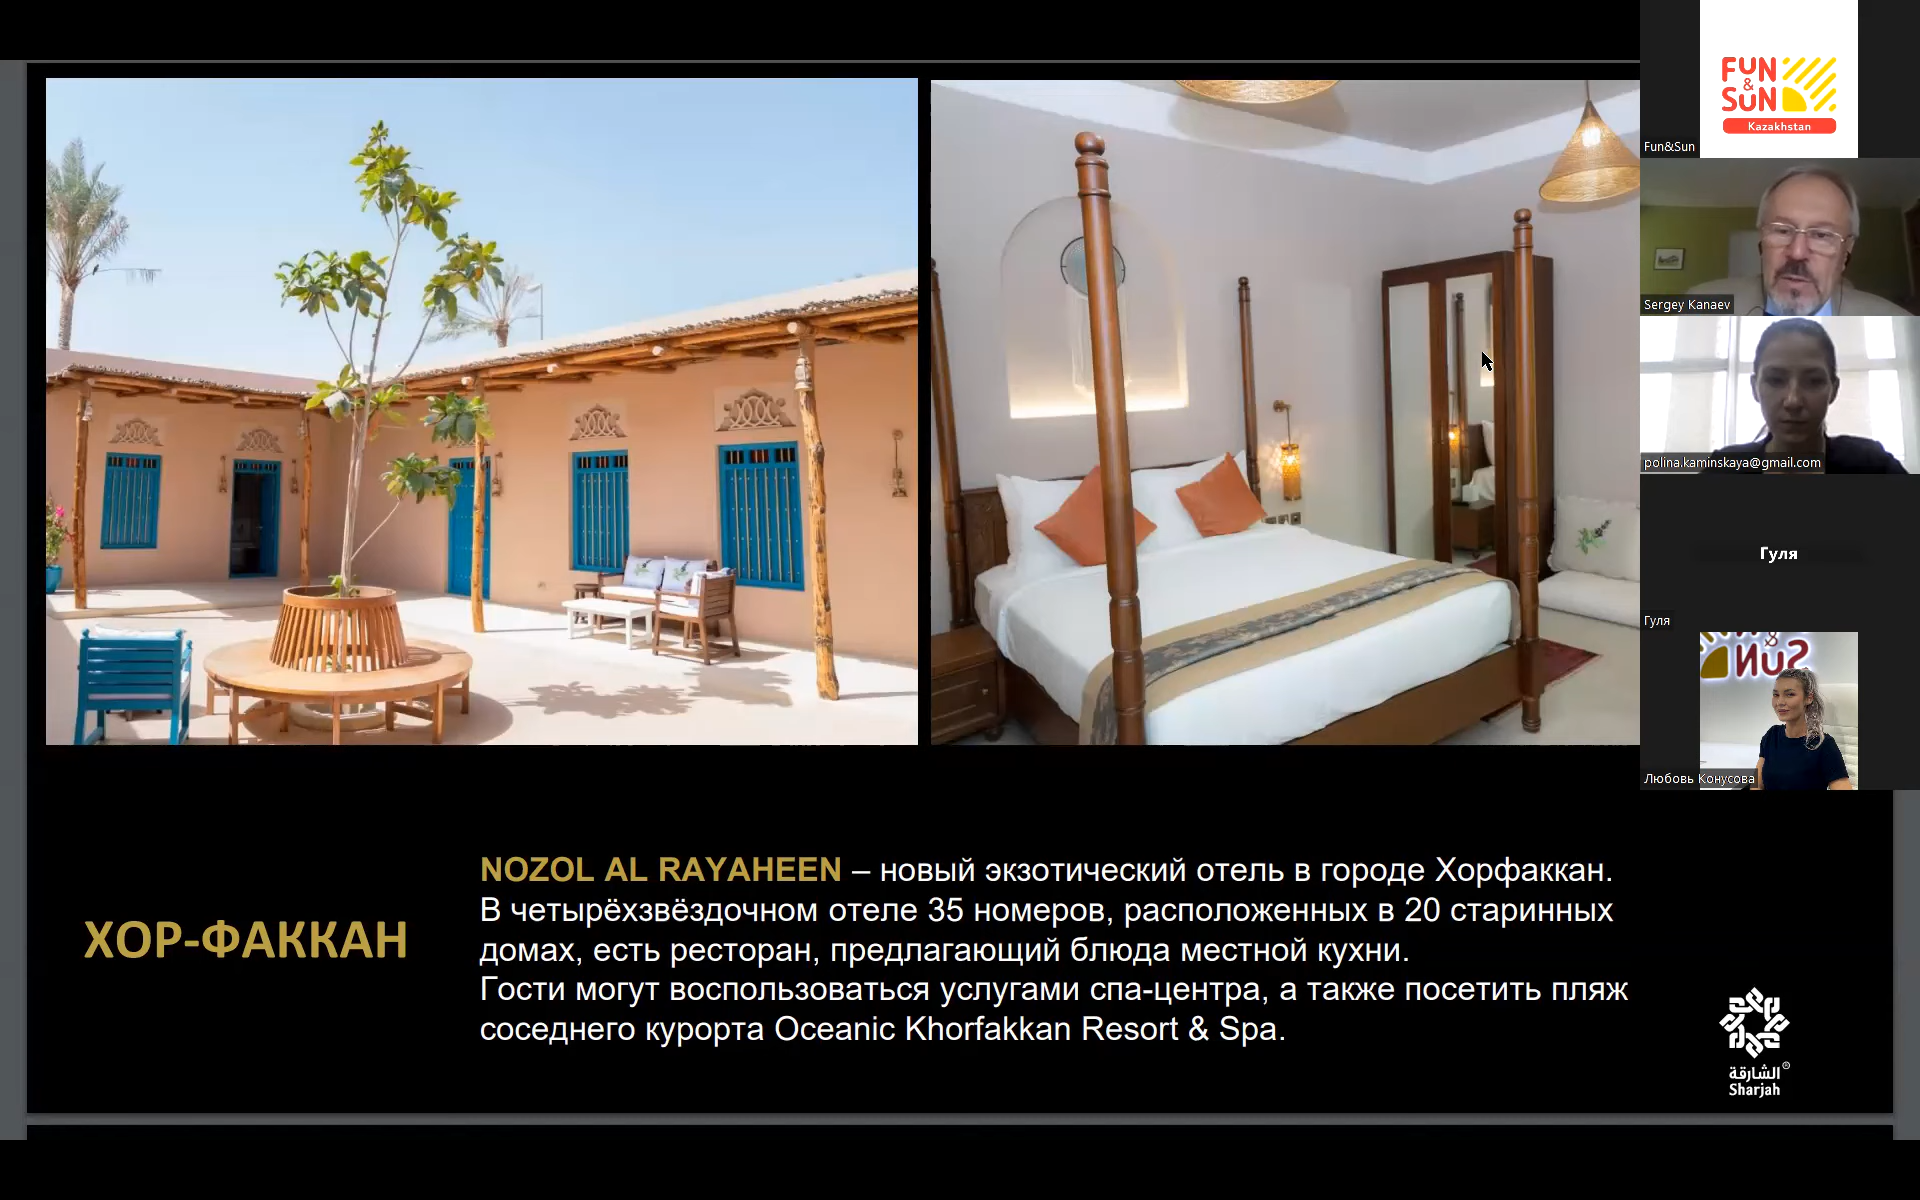 FUN
&
SUN
Kazakhstan
Fun&Sun
Sergey Kanaev
polina.kaminskaya@gmail.com
Гуля
Гуля
&
SUN
Любовь Конусова
ХОР-ФАККАН
NOZOL AL RAYAHEEN – новый экзотический отель в городе Хорфаккан.
В четырёхзвёздочном отеле 35 номеров, расположенных в 20 старинных
домах, есть ресторан, предлагающий блюда местной кухни.
Гости могут воспользоваться услугами спа-центра, а также посетить пляж
соседнего курорта Oceanic Khorfakkan Resort & Spa.
الشارقة
®
Sharjah